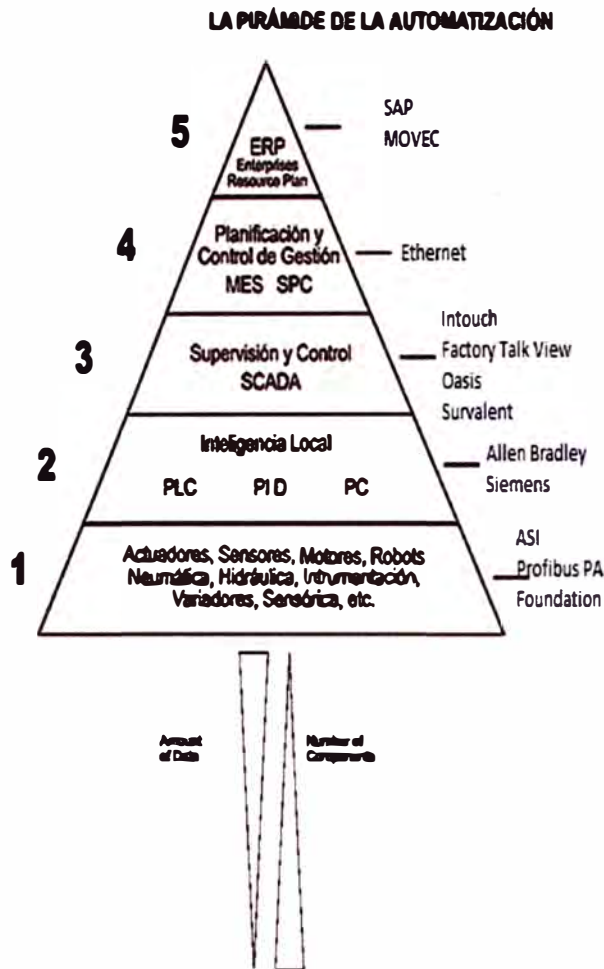 LA PIRÁMIDE DE LA AUTOMATIZACIÓN
5
ERP
Enterprises
Resource Plan
SAP
MOVEC
4
Planificación y
Control de Gestión
MES SPC
Ethernet
3
Supervisión y Control
SCADA
Intouch
Factory Talk View
Oasis
Survalent
2
Inteligencia Local
PLC PID PC
Allen Bradley
Siemens
1
Actuadores, Sensores, Motores, Robots
Neumática, Hidráulica, Intrumentación,
Variadores, Sensórica, etc.
ASI
Profibus PA
Foundation
Amount
of Data
Number of
Components